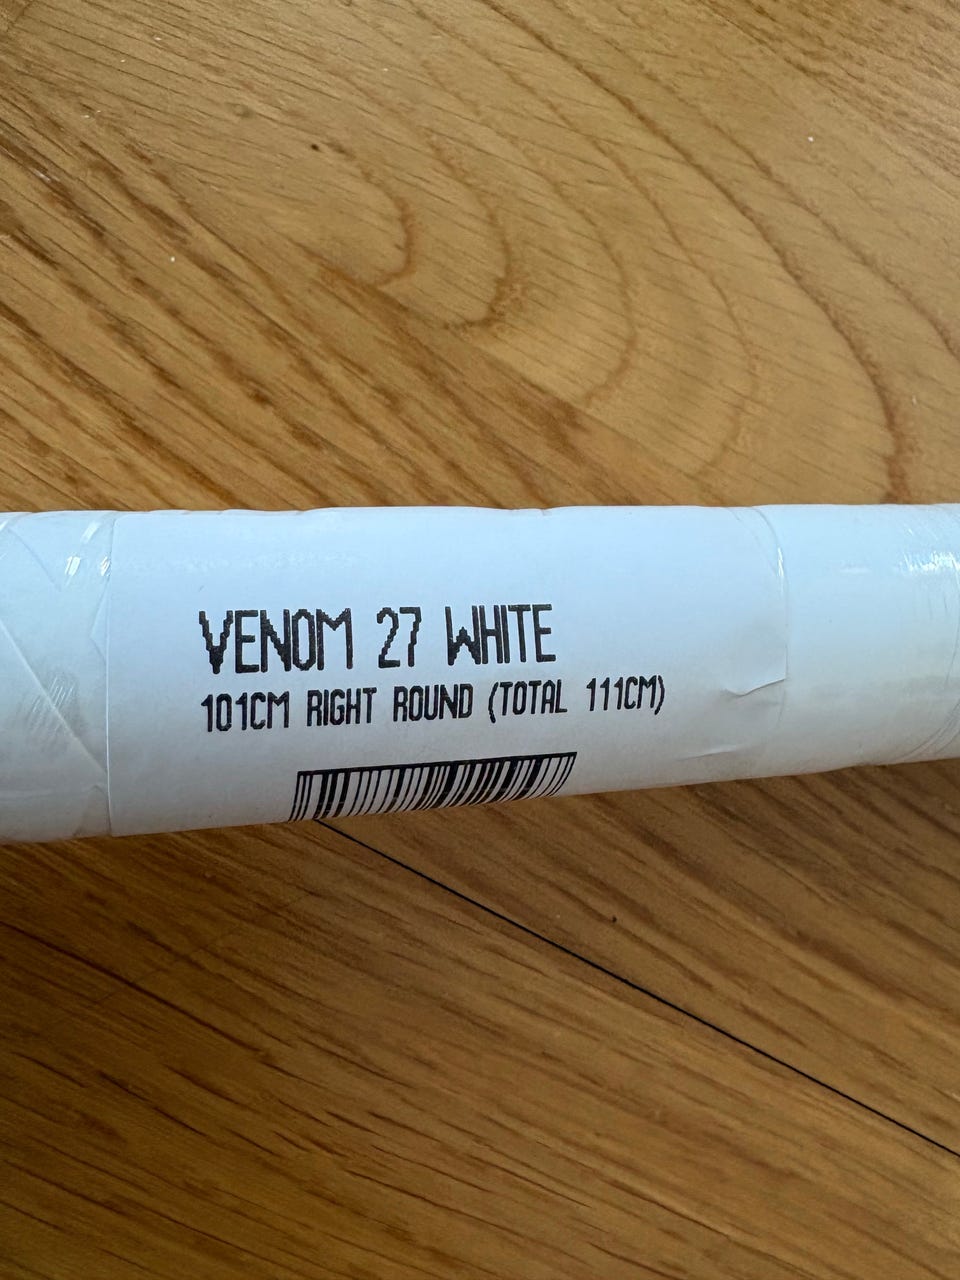 VENOM 27 WHITE
101CM RIGHT ROUND (TOTAL 111CM)